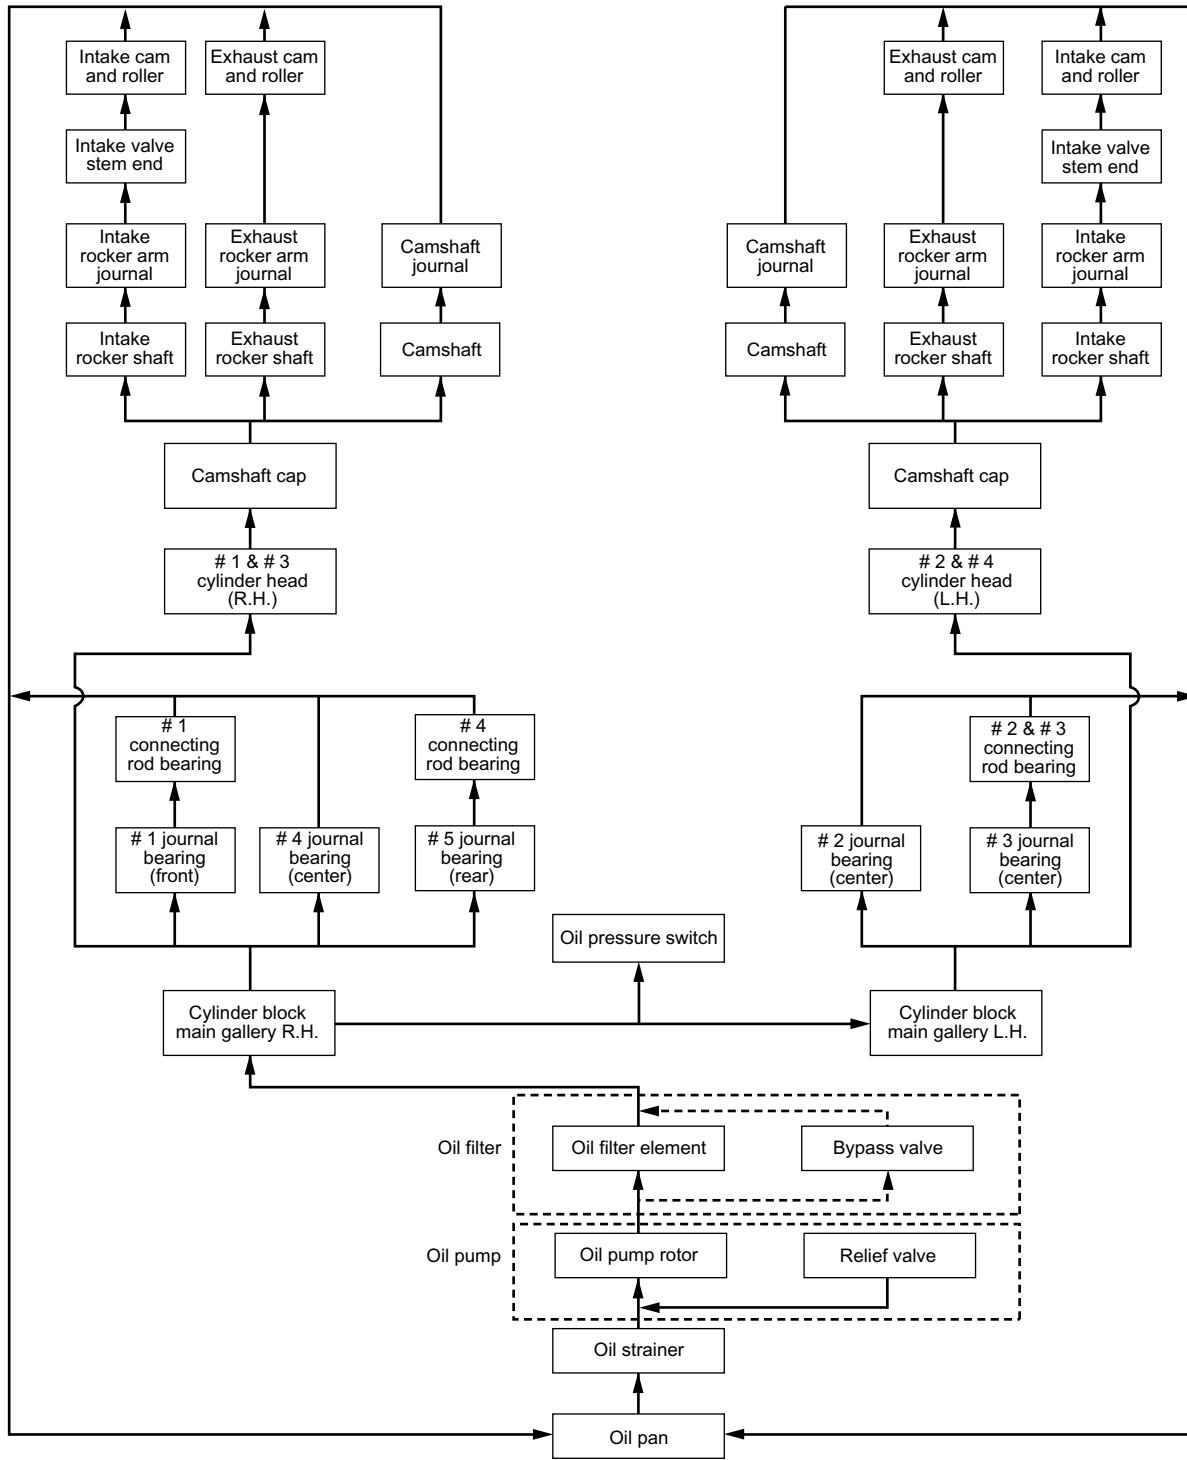 Intake cam
and roller
Exhaust cam
and roller
Exhaust cam
and roller
Intake cam
and roller
Intake valve
stem end
Intake valve
stem end
Intake
rocker arm
journal
Exhaust
rocker arm
journal
Camshaft
journal
Camshaft
journal
Exhaust
rocker arm
journal
Intake
rocker arm
journal
Intake
rocker shaft
Exhaust
rocker shaft
Camshaft
Camshaft
Exhaust
rocker shaft
Intake
rocker shaft
Camshaft cap
Camshaft cap
# 1 & # 3
cylinder head
(R.H.)
# 2 & # 4
cylinder head
(L.H.)
# 1
connecting
rod bearing
# 4
connecting
rod bearing
# 2 & # 3
connecting
rod bearing
# 1 journal
bearing
(front)
# 4 journal
bearing
(center)
# 5 journal
bearing
(rear)
# 2 journal
bearing
(center)
# 3 journal
bearing
(center)
Oil pressure switch
Cylinder block
main gallery R.H.
Cylinder block
main gallery L.H.
Oil filter
Oil filter element
Bypass valve
Oil pump
Oil pump rotor
Relief valve
Oil strainer
Oil pan